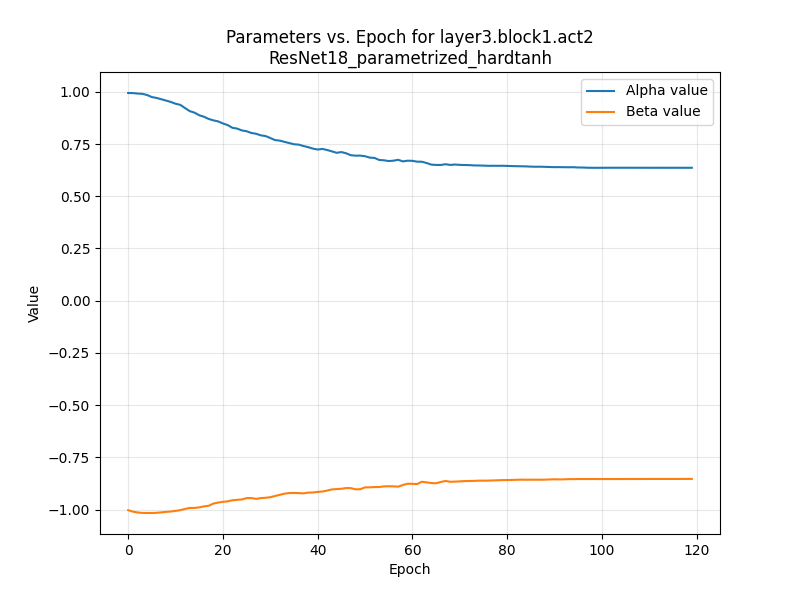 Parameters vs. Epoch for layer3.block1.act2
ResNet18_parametrized_hardtanh
Alpha value
Beta value
1.00
0.75
0.50
0.25
0.00
−0.25
−0.50
−0.75
−1.00
Value
0 20 40 60 80 100 120
Epoch